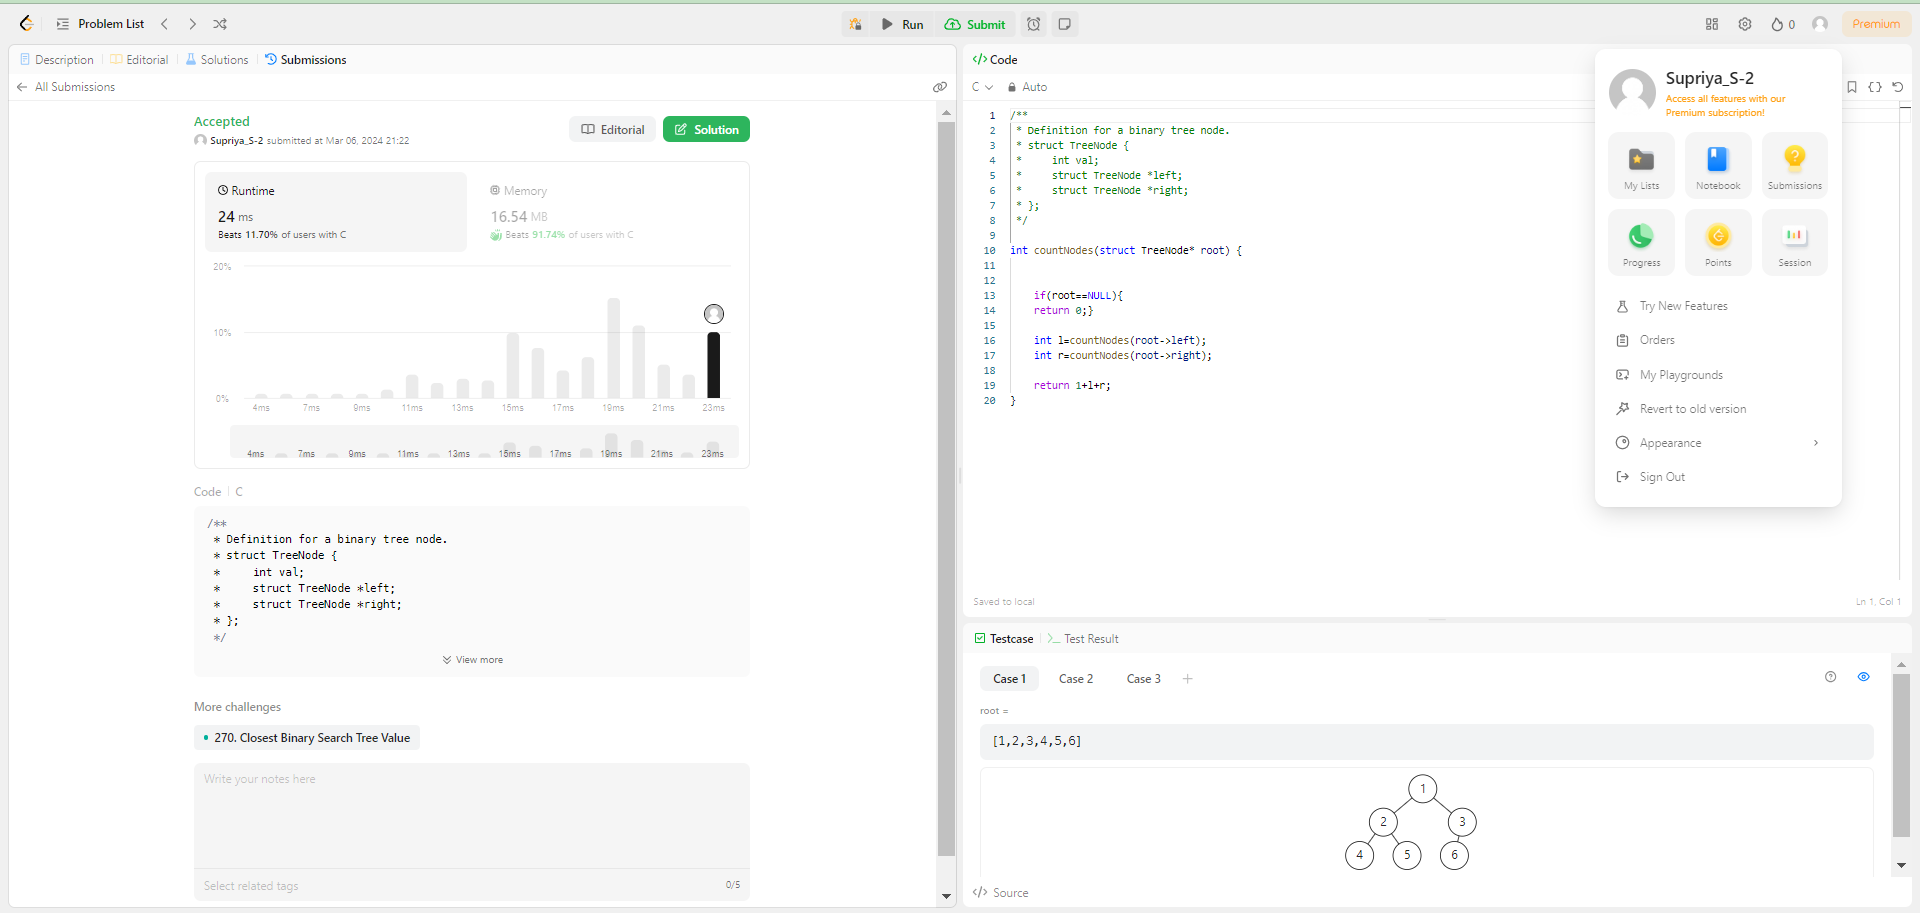 Problem List
Run
Submit
0
Premium
Description
Editorial
Solutions
Submissions
All Submissions
Accepted
Supriya_S-2 submitted at Mar 06, 2024 21:22
Editorial
Solution
Runtime
24 ms
Beats 11.70% of users with C
Memory
16.54 MB
Beats 91.74% of users with C
20%
10%
0%
4ms 7ms 9ms 11ms 13ms 15ms 17ms 19ms 21ms 23ms
4ms 7ms 9ms 11ms 13ms 15ms 17ms 19ms 21ms 23ms
Code C
/**
* Definition for a binary tree node.
* struct TreeNode {
*     int val;
*     struct TreeNode *left;
*     struct TreeNode *right;
* };
*/
View more
More challenges
270. Closest Binary Search Tree Value
Write your notes here
Select related tags
0/5
</> Code
C
Auto
1 /**
2 * Definition for a binary tree node.
3 * struct TreeNode {
4 *     int val;
5 *     struct TreeNode *left;
6 *     struct TreeNode *right;
7 * };
8 */
9
10 int countNodes(struct TreeNode* root) {
11
12
13     if(root==NULL){
14     return 0;}
15
16     int l=countNodes(root->left);
17     int r=countNodes(root->right);
18
19     return 1+l+r;
20 }
Saved to local
Ln 1, Col 1
Supriya_S-2
Access all features with our
Premium subscription!
My Lists
Notebook
Submissions
Progress
Points
Session
Try New Features
Orders
My Playgrounds
Revert to old version
Appearance
Sign Out
Testcase
Test Result
Case 1
Case 2
Case 3
+
root =
[1,2,3,4,5,6]
1
2 3
4 5 6
</> Source